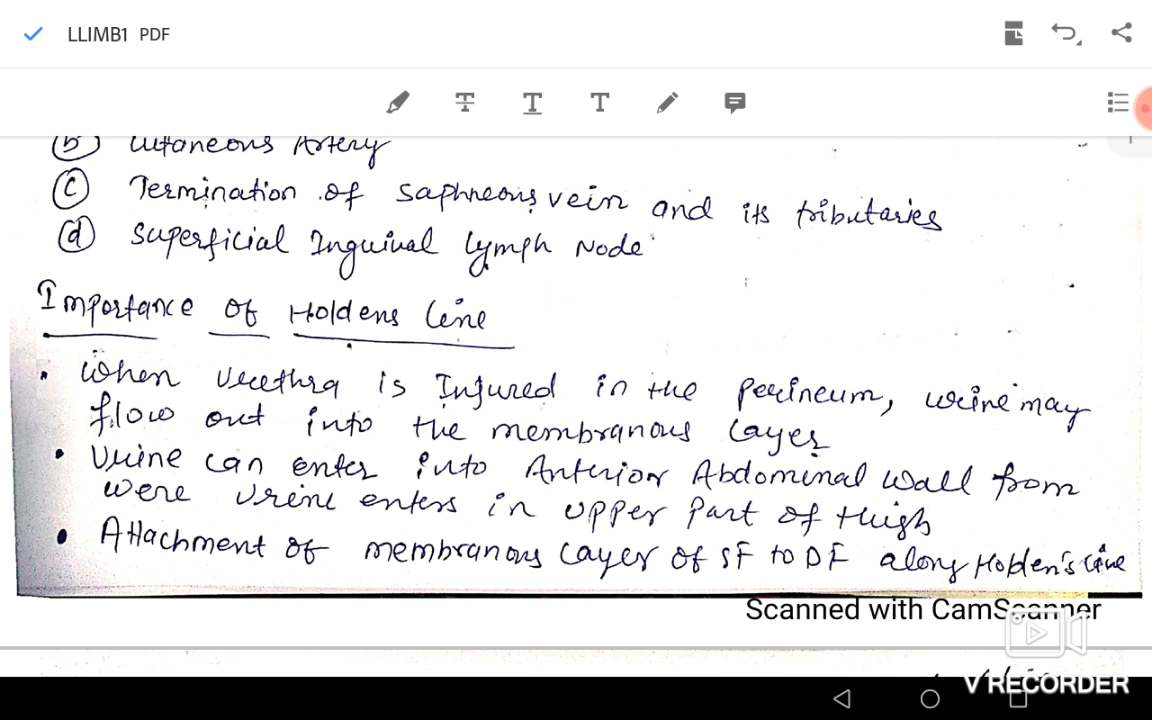 LLIMB1 PDF
(b) Cutaneous Artery
(c) Termination of saphneous vein and its tributaries
(d) Superficial Inguinal Lymph Node
Importance of Holdens line
• When Urethra is Injured in the Perineum, urine may
flow out into the membranous Layer
• Urine can enter into Anterior Abdominal wall from
were urine enters in upper part of thigh
• Attachment of membranous Layer of SF to DF along Holden's line
Scanned with CamScanner
V RECORDER